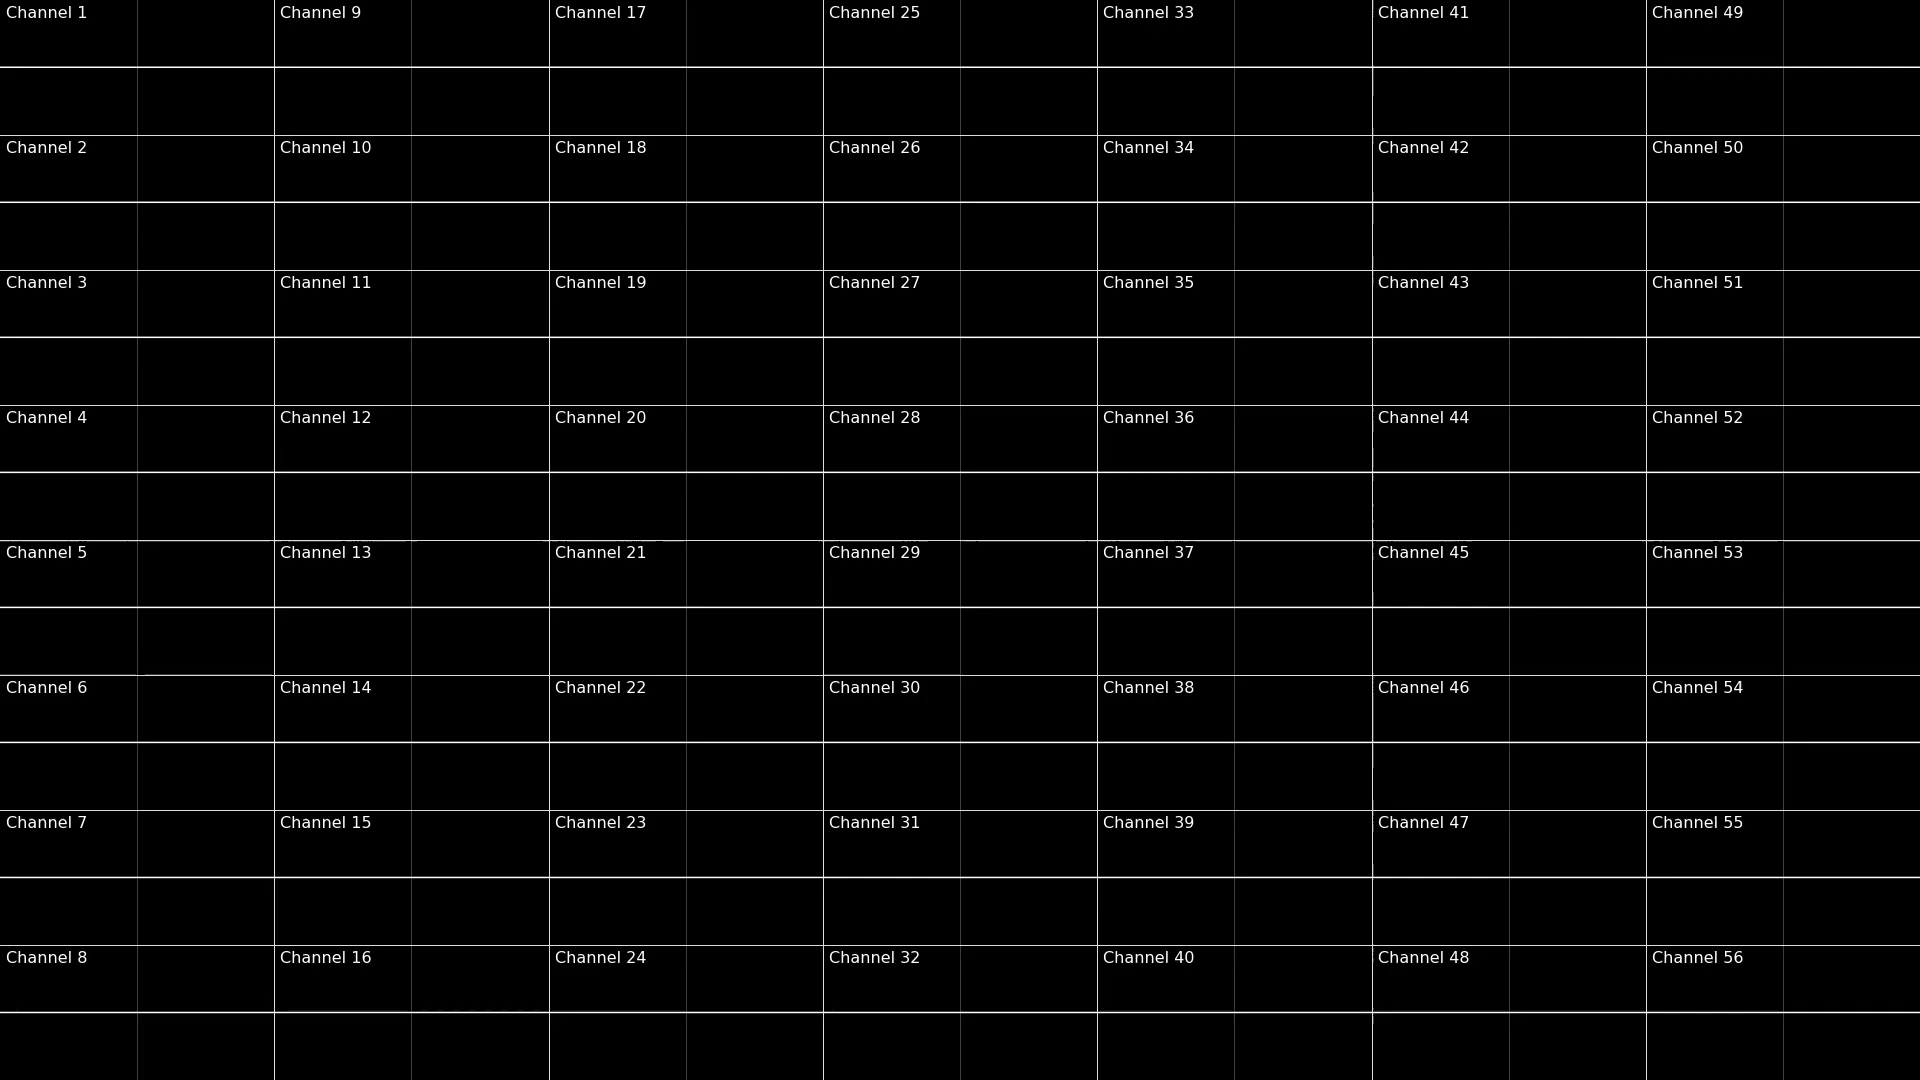 Channel 1
Channel 9
Channel 17
Channel 25
Channel 33
Channel 41
Channel 49
Channel 2
Channel 10
Channel 18
Channel 26
Channel 34
Channel 42
Channel 50
Channel 3
Channel 11
Channel 19
Channel 27
Channel 35
Channel 43
Channel 51
Channel 4
Channel 12
Channel 20
Channel 28
Channel 36
Channel 44
Channel 52
Channel 5
Channel 13
Channel 21
Channel 29
Channel 37
Channel 45
Channel 53
Channel 6
Channel 14
Channel 22
Channel 30
Channel 38
Channel 46
Channel 54
Channel 7
Channel 15
Channel 23
Channel 31
Channel 39
Channel 47
Channel 55
Channel 8
Channel 16
Channel 24
Channel 32
Channel 40
Channel 48
Channel 56